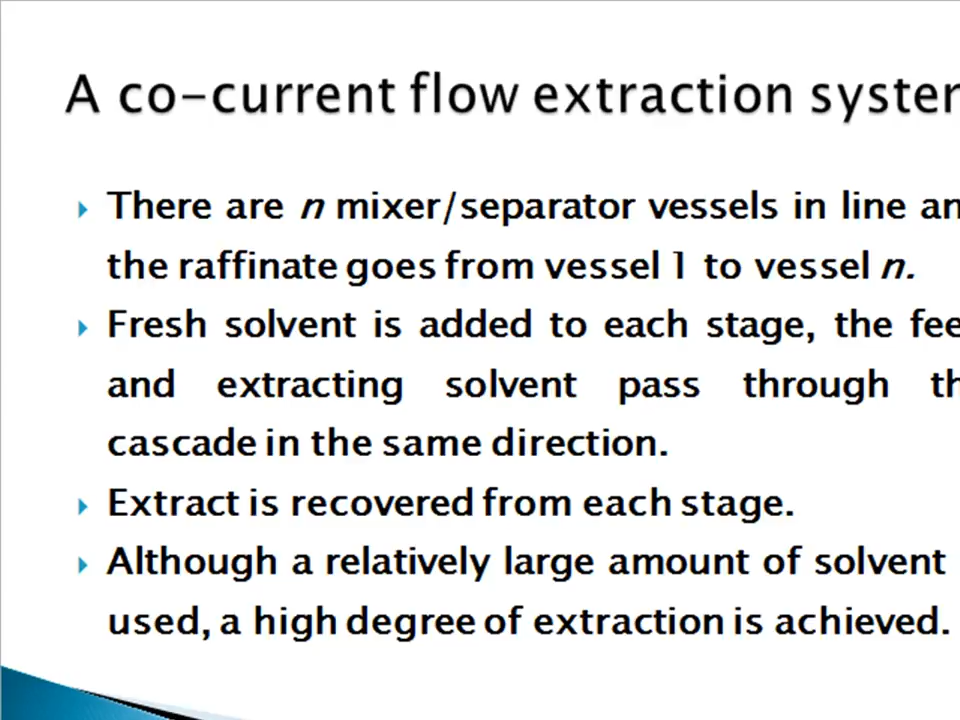 A co-current flow extraction system
There are n mixer/separator vessels in line an
the raffinate goes from vessel 1 to vessel n.
Fresh solvent is added to each stage, the fee
and extracting solvent pass through th
cascade in the same direction.
Extract is recovered from each stage.
Although a relatively large amount of solvent
used, a high degree of extraction is achieved.